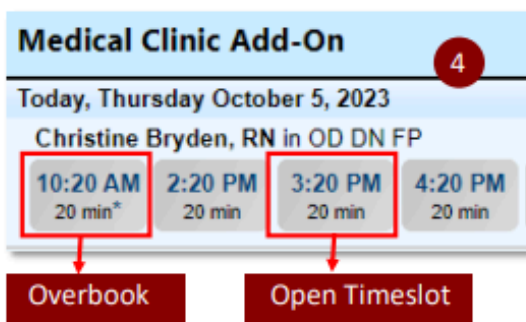 Medical Clinic Add-On
4
Today, Thursday October 5, 2023
Christine Bryden, RN in OD DN FP
10:20 AM 2:20 PM 3:20 PM 4:20 PM
20 min* 20 min 20 min 20 min
Overbook Open Timeslot